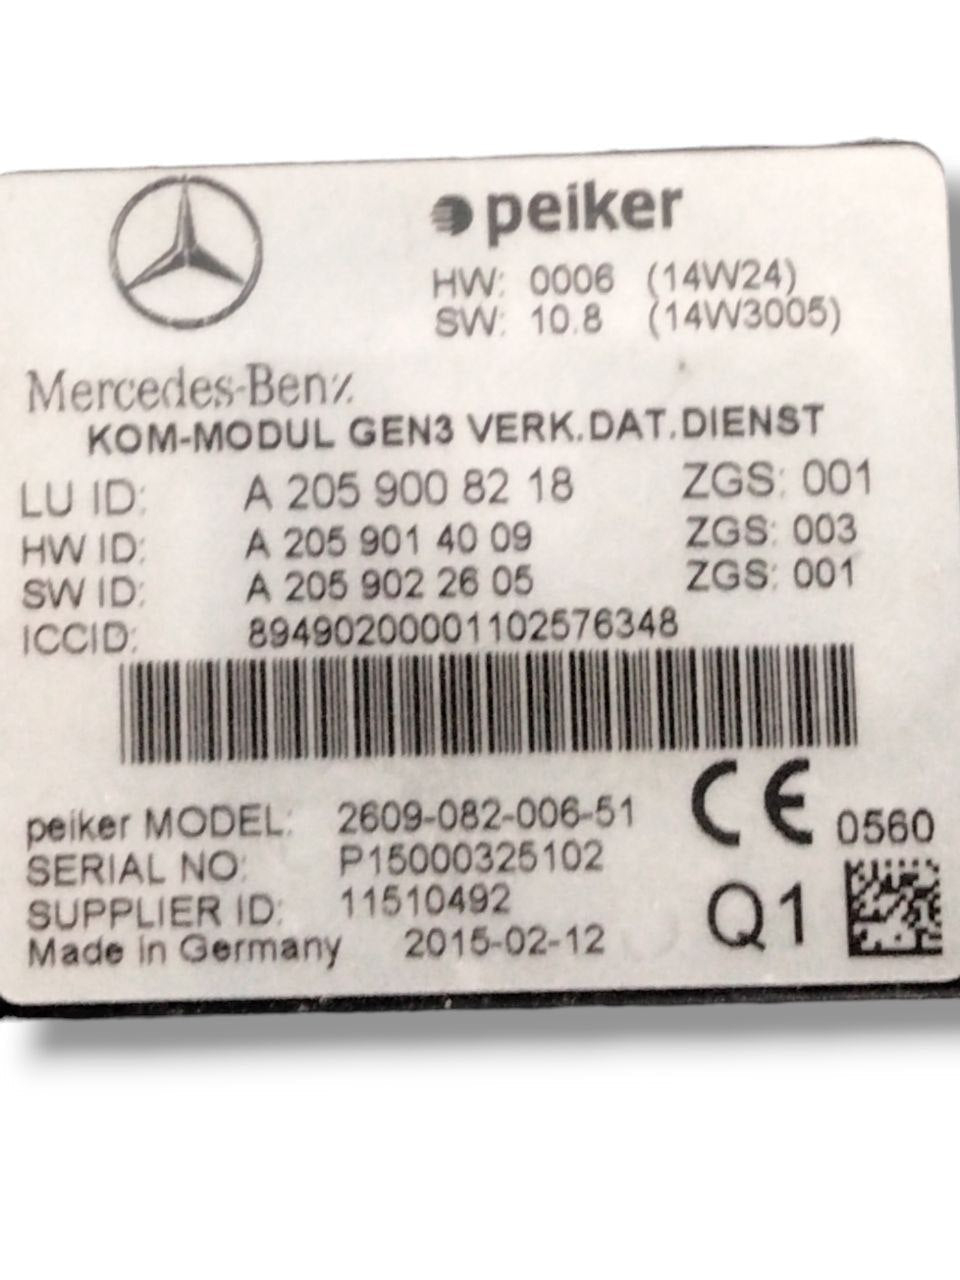 peiker
HW: 0006 (14W24)
SW: 10.8 (14W3005)
Mercedes-Benz
KOM-MODUL GEN3 VERK.DAT.DIENST
LU ID: A 205 900 82 18 ZGS: 001
HW ID: A 205 901 40 09 ZGS: 003
SW ID: A 205 902 26 05 ZGS: 001
ICCID: 89490200001102576348
peiker MODEL: 2609-082-006-51
CE 0560
SERIAL NO: P15000325102
SUPPLIER ID: 11510492
Q1
Made in Germany 2015-02-12